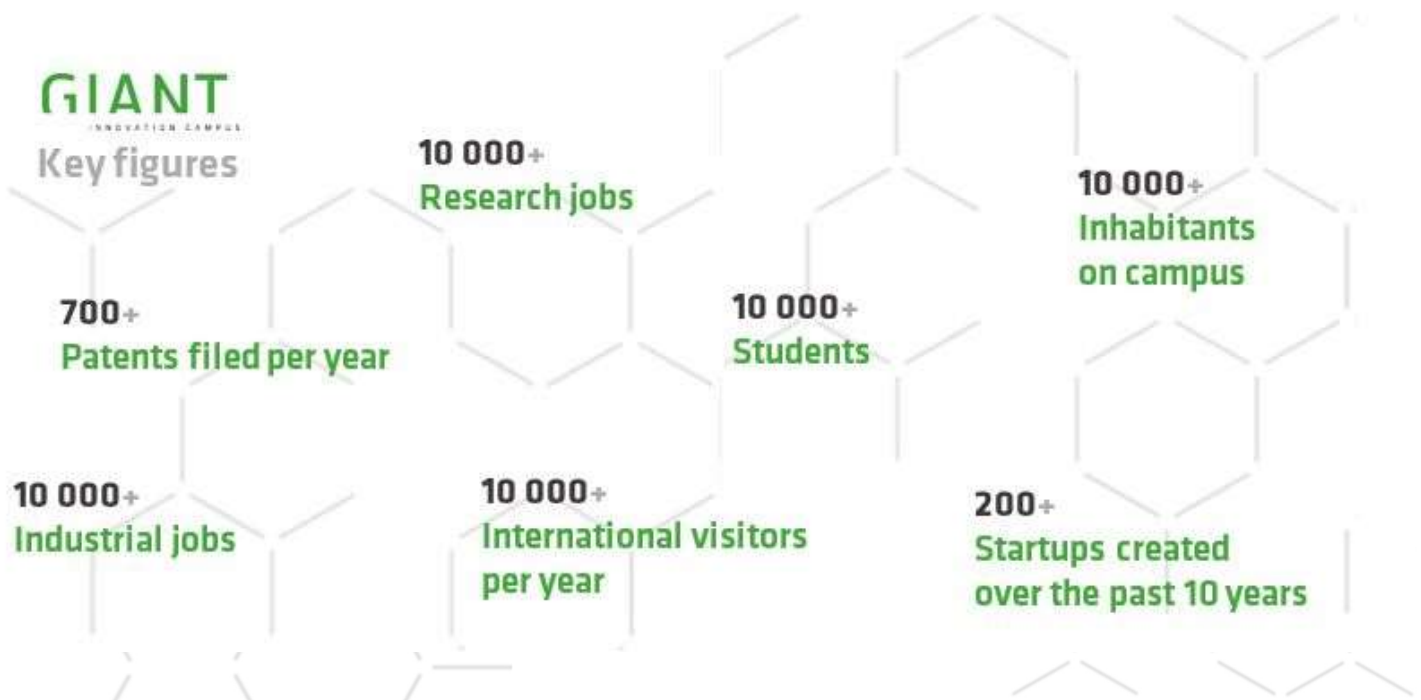 GIANT
INNOVATION CAMPUS
Key figures
10 000+
Research jobs
10 000+
Inhabitants
on campus
700+
Patents filed per year
10 000+
Students
10 000+
Industrial jobs
10 000+
International visitors
per year
200+
Startups created
over the past 10 years